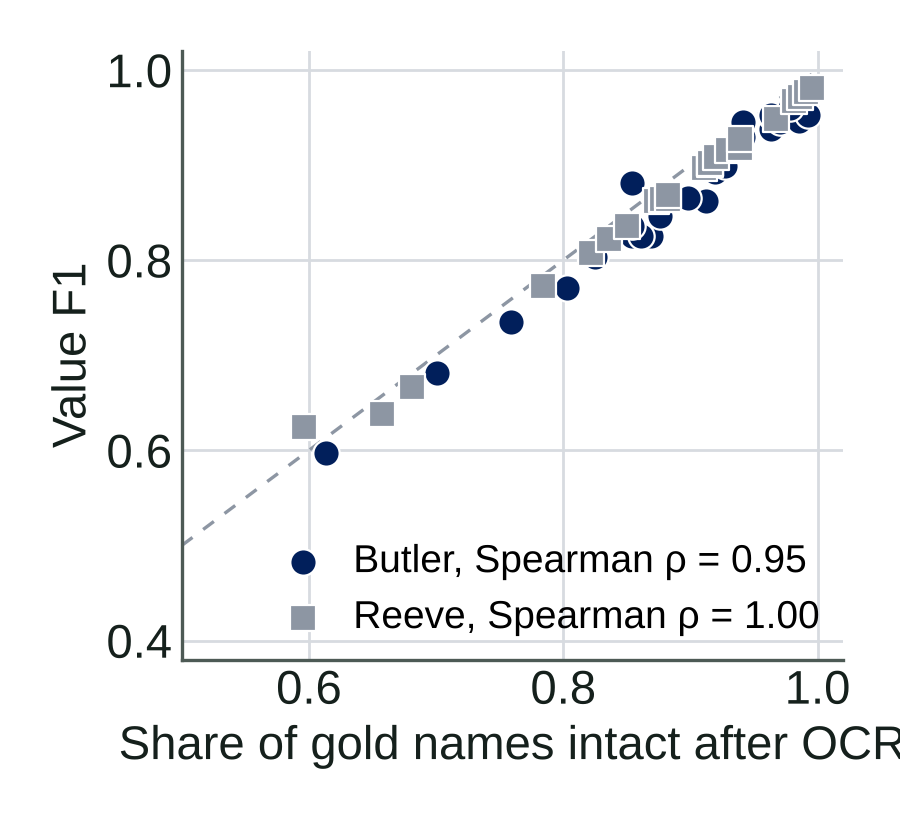 1.0
0.8
0.6
0.4
Value F1
Butler, Spearman ρ = 0.95
Reeve, Spearman ρ = 1.00
0.6 0.8 1.0
Share of gold names intact after OCR